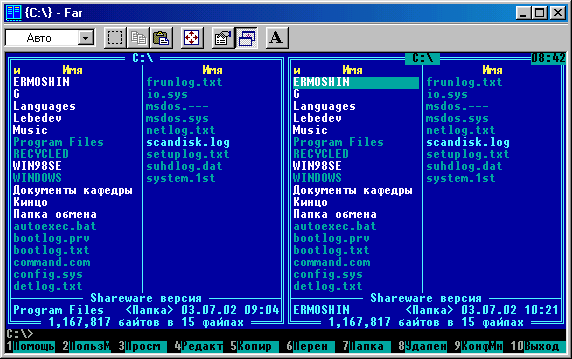 {C:\} - Far
Авто
A
C:\
C:\
08:42
и Имя Имя
ERMOSHIN frunlog.txt
G io.sys
Languages msdos.---
Lebedev msdos.sys
Music netlog.txt
Program Files scandisk.log
RECYCLED setuplog.txt
WIN98SE suhdlog.dat
WINDOWS system.1st
Документы кафедры
Кинцо
Папка обмена
autoexec.bat
bootlog.prv
bootlog.txt
command.com
config.sys
detlog.txt
Shareware версия
Program Files <Папка> 03.07.02 09:04
1,167,817 байтов в 15 файлах
и Имя Имя
ERMOSHIN frunlog.txt
G io.sys
Languages msdos.---
Lebedev msdos.sys
Music netlog.txt
Program Files scandisk.log
RECYCLED setuplog.txt
WIN98SE suhdlog.dat
WINDOWS system.1st
Документы кафедры
Кинцо
Папка обмена
autoexec.bat
bootlog.prv
bootlog.txt
command.com
config.sys
detlog.txt
Shareware версия
ERMOSHIN <Папка> 03.07.02 10:21
1,167,817 байтов в 15 файлах
C:\>
1Помощь 2ПользМ 3Просм 4Редакт 5Копир 6Перен 7Папка 8Удален 9КонфМн 10Выход